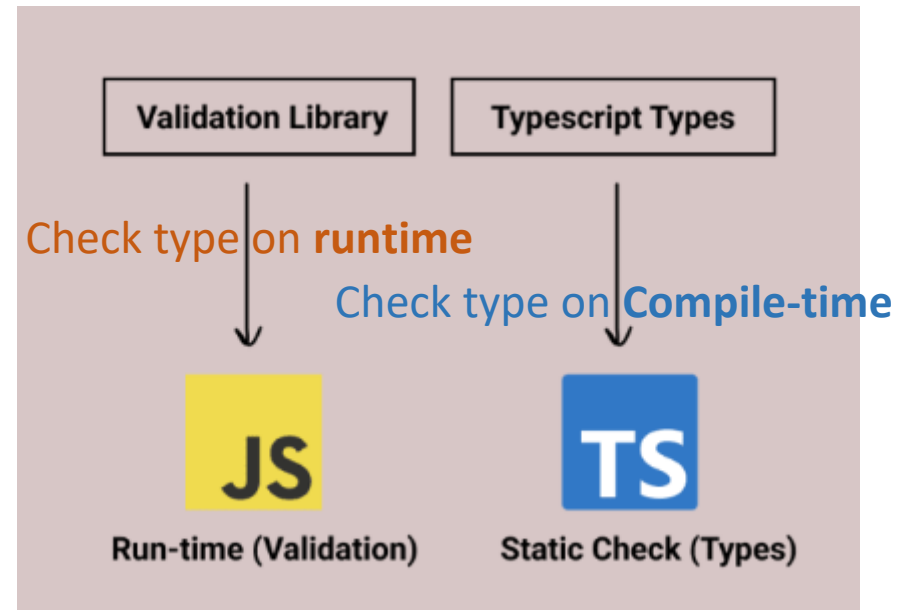 Validation Library
Typescript Types
Check type on runtime
Check type on Compile-time
JS
TS
Run-time (Validation)
Static Check (Types)